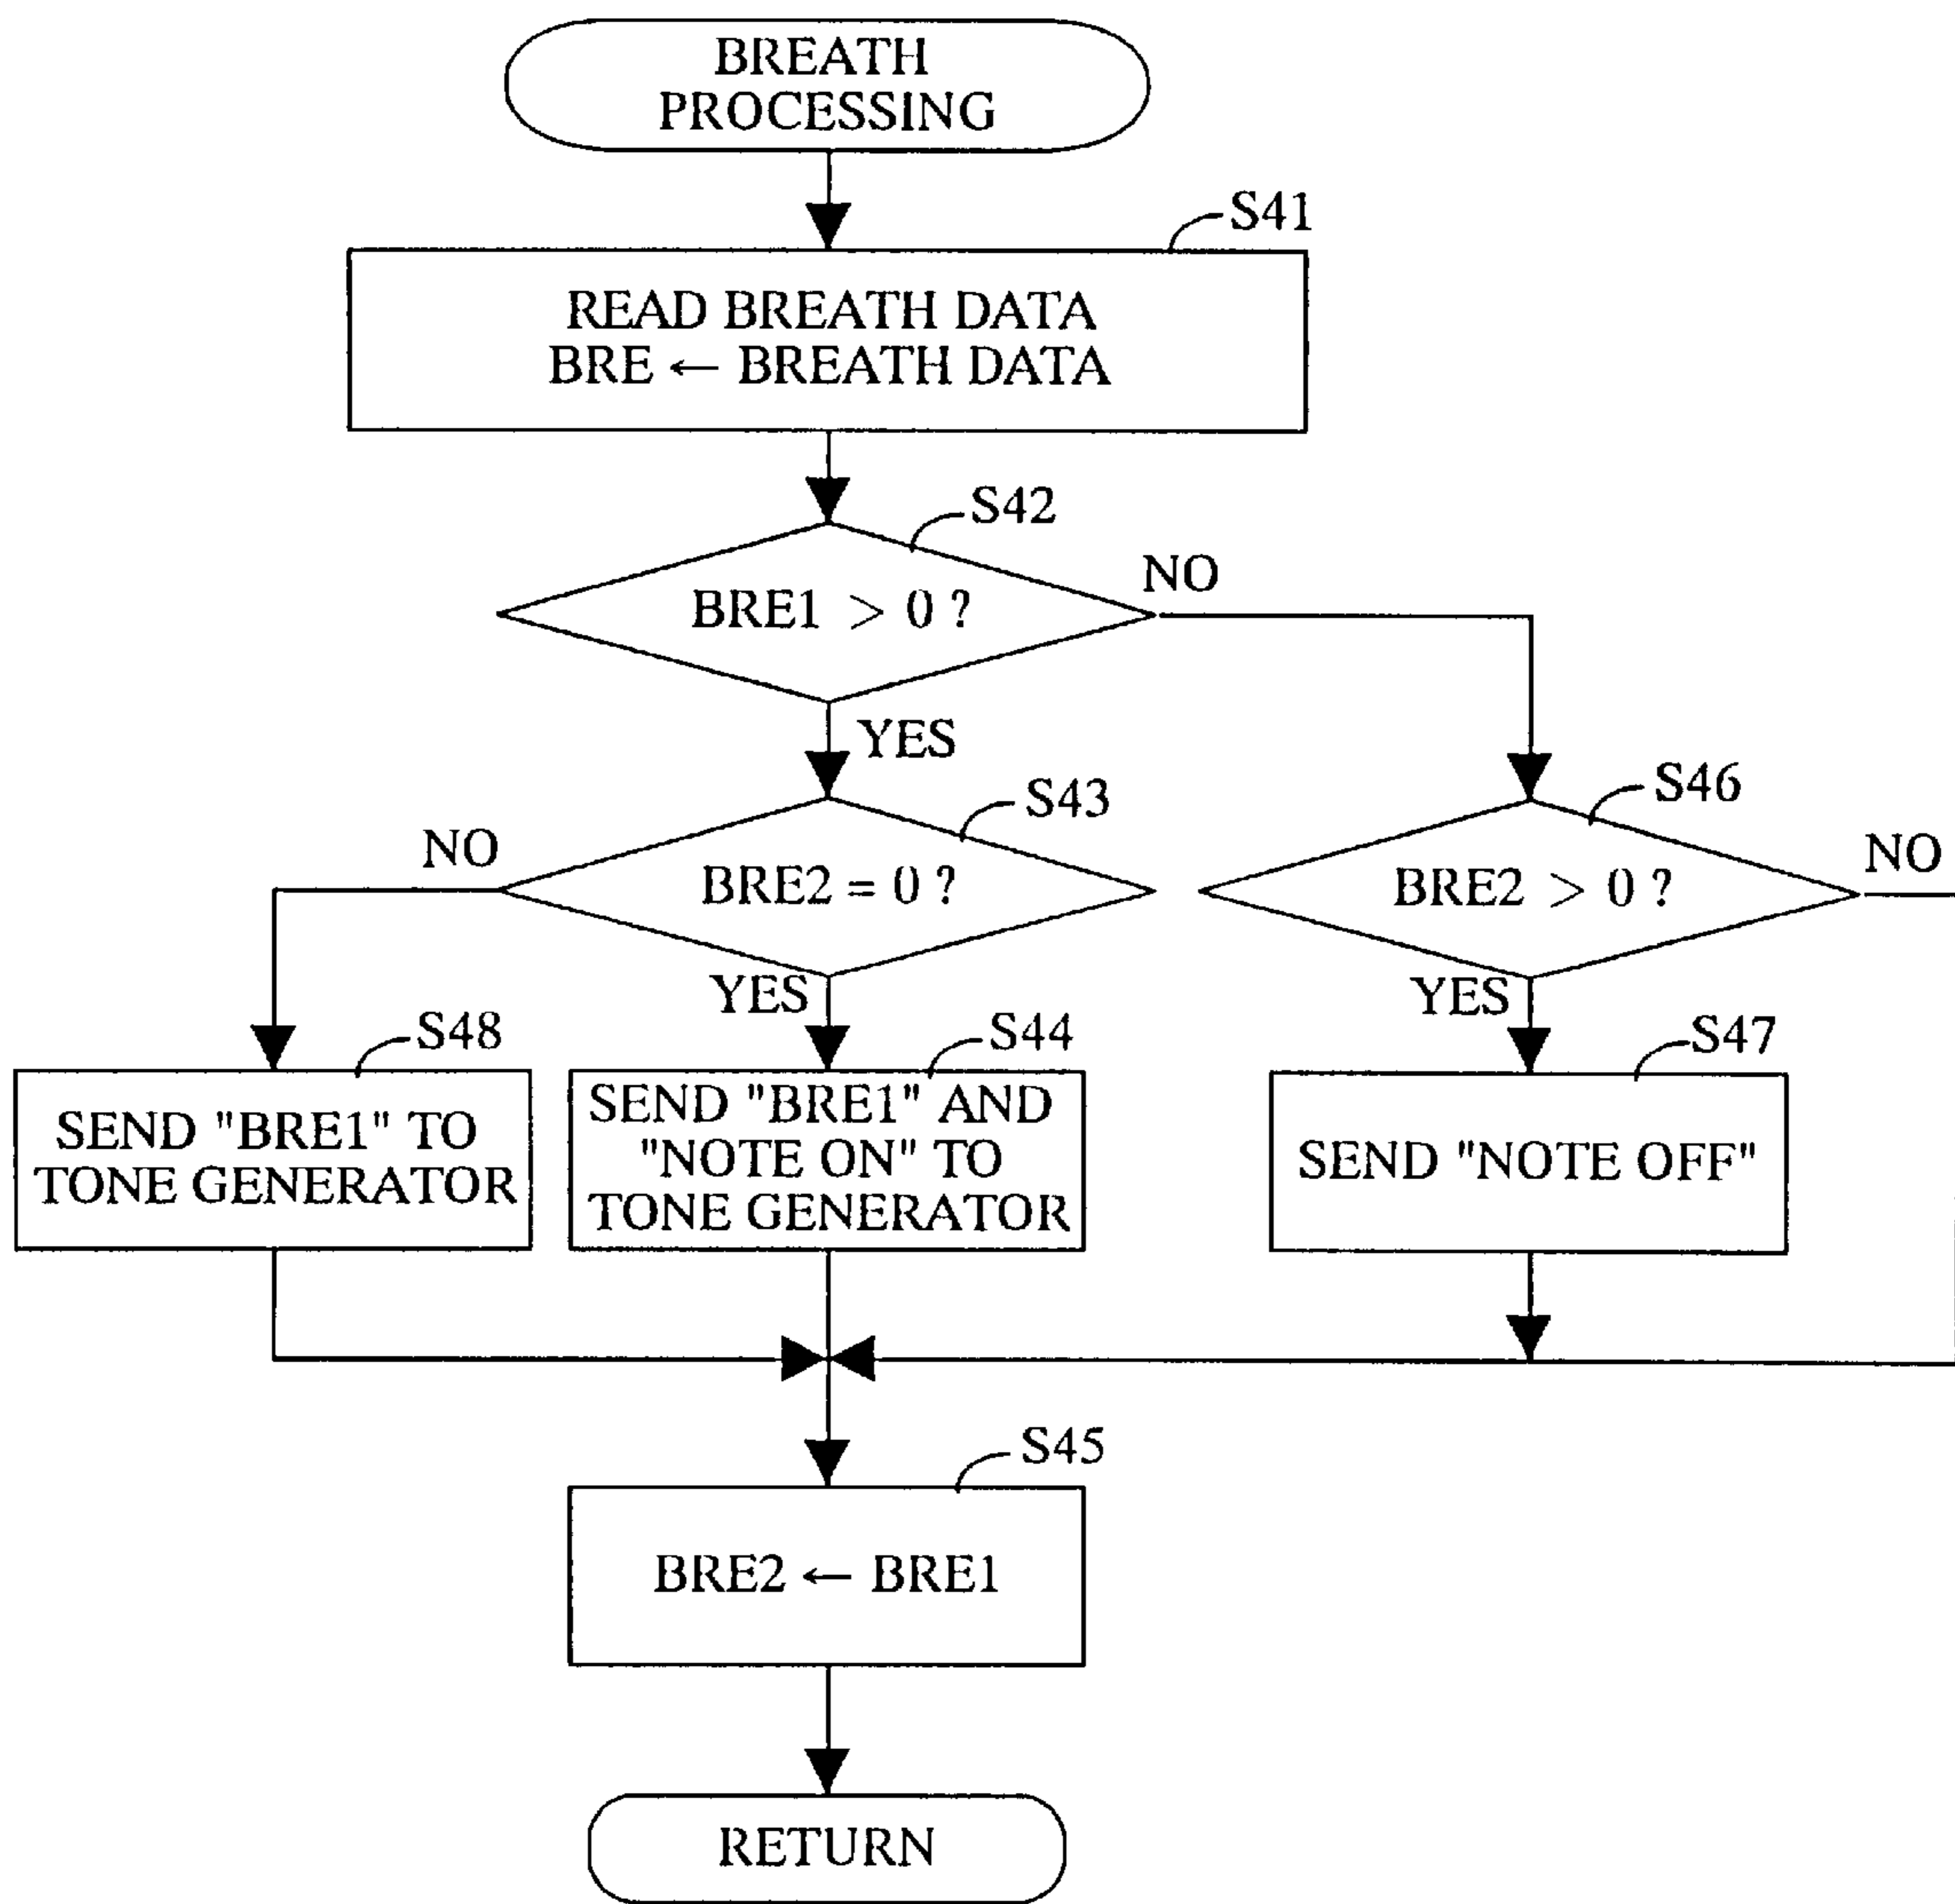 BREATH
PROCESSING
S41
READ BREATH DATA
BRE ← BREATH DATA
S42
BRE1 > 0 ?
NO
YES
S43
BRE2 = 0 ?
NO
YES
S46
BRE2 > 0 ?
NO
YES
S48
SEND "BRE1" TO
TONE GENERATOR
S44
SEND "BRE1" AND
"NOTE ON" TO
TONE GENERATOR
S47
SEND "NOTE OFF"
S45
BRE2 ← BRE1
RETURN